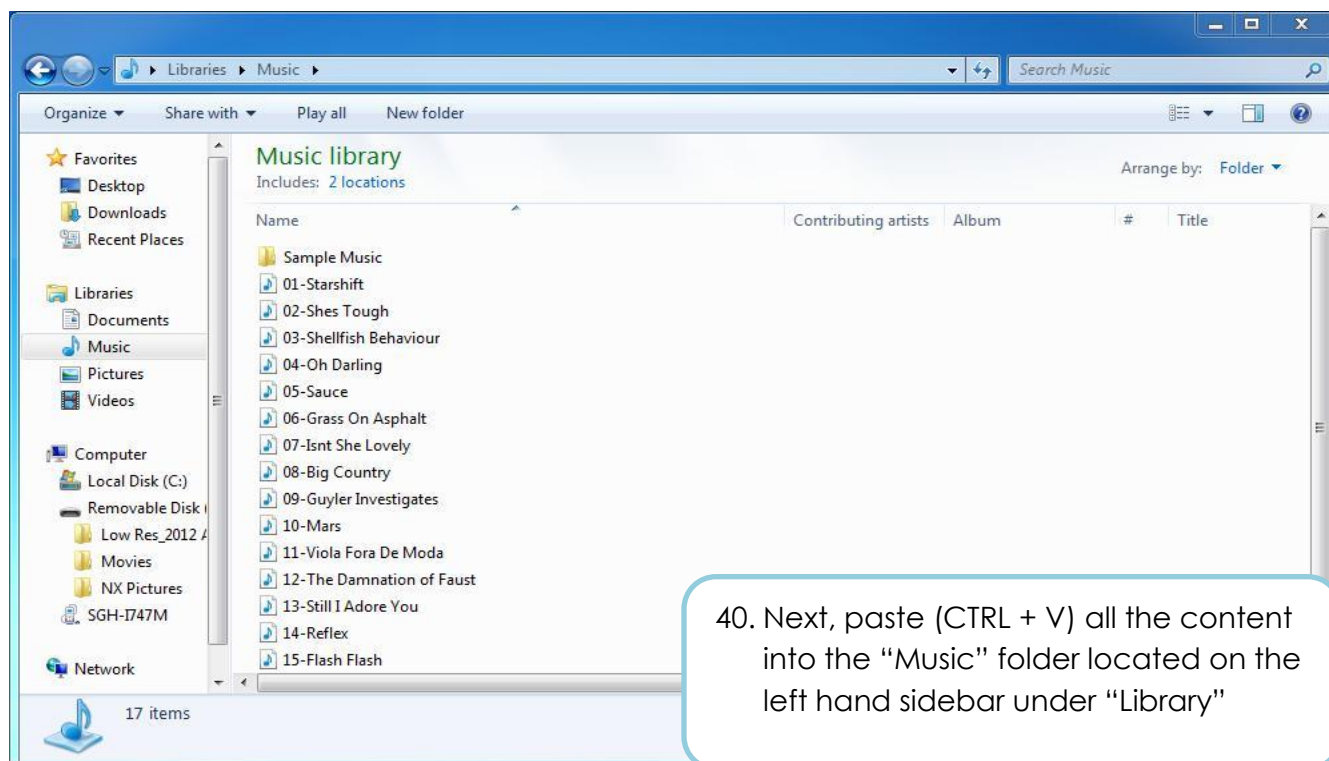 Libraries Music
Search Music
Organize Share with Play all New folder
Favorites
Desktop
Downloads
Recent Places
Libraries
Documents
Music
Pictures
Videos
Computer
Local Disk (C:)
Removable Disk (
Low Res_2012 A
Movies
NX Pictures
SGH-I747M
Network
Music library
Includes: 2 locations
Arrange by: Folder
Name Contributing artists Album # Title
Sample Music
01-Starshift
02-Shes Tough
03-Shellfish Behaviour
04-Oh Darling
05-Sauce
06-Grass On Asphalt
07-Isnt She Lovely
08-Big Country
09-Guyler Investigates
10-Mars
11-Viola Fora De Moda
12-The Damnation of Faust
13-Still I Adore You
14-Reflex
15-Flash Flash
17 items
40. Next, paste (CTRL + V) all the content
into the “Music” folder located on the
left hand sidebar under “Library”